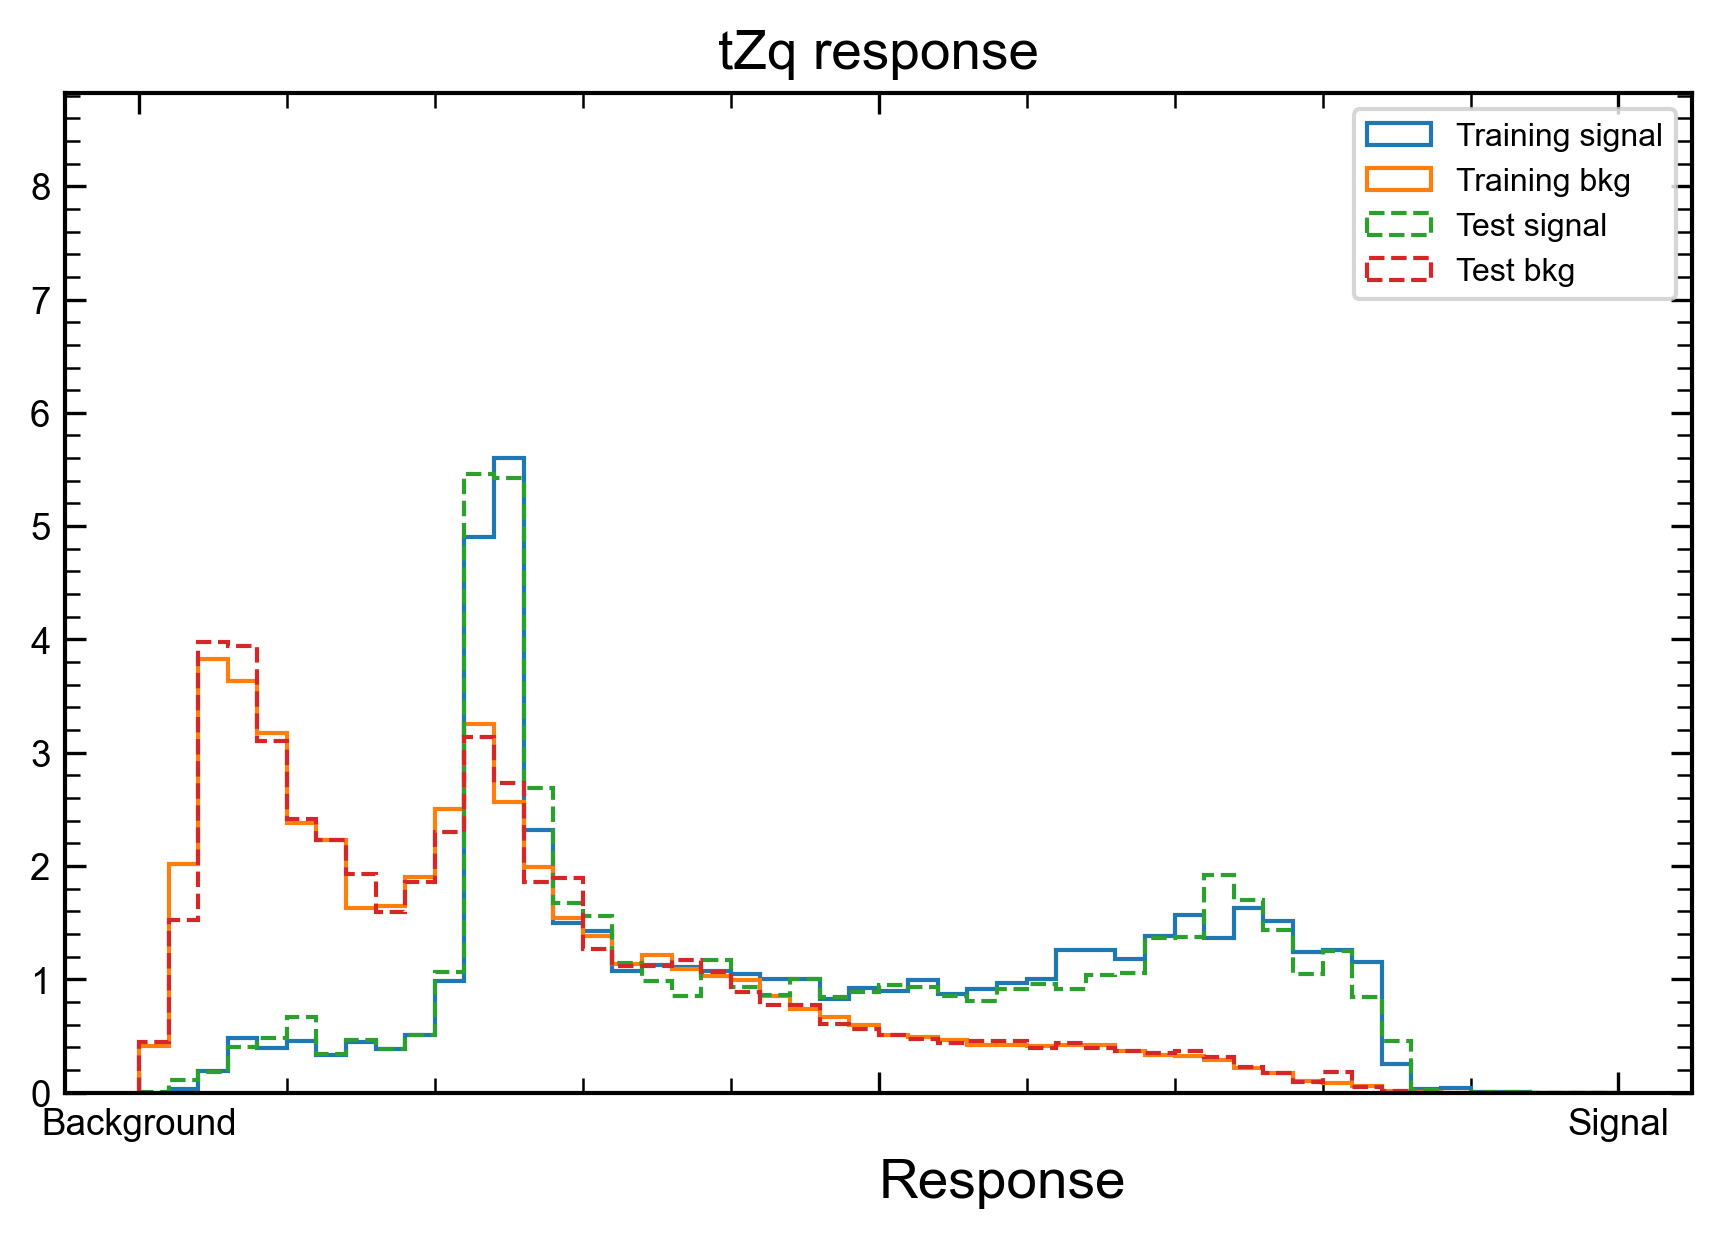 tZq response
Training signal
Training bkg
Test signal
Test bkg
8
7
6
5
4
3
2
1
0
Background
Signal
Response